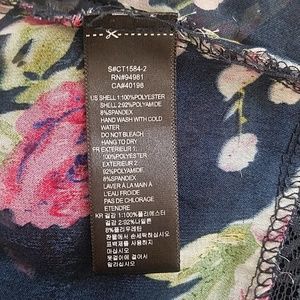 S#CT1584-2
RN#94981
CA#40198
US SHELL 1:100%POLYESTER
SHELL 2:92%POLYAMIDE
8%SPANDEX
HAND WASH WITH COLD
WATER
DO NOT BLEACH
HANG TO DRY
FR EXTERIEUR 1:
100%POLYESTER
EXTERIEUR 2:
92%POLYAMIDE
8%SPANDEX
LAVER À LA MAIN À
L'EAU FROIDE
PAS DE CHLORAGE
ETENDRE
KR 겉감 1:100%폴리에스터
겉감 2:92%나일론
8%폴리우레탄
찬물에서 손세탁하십시오
표백제를 사용하지
마십시오
옷걸이에 걸어서
말리십시오